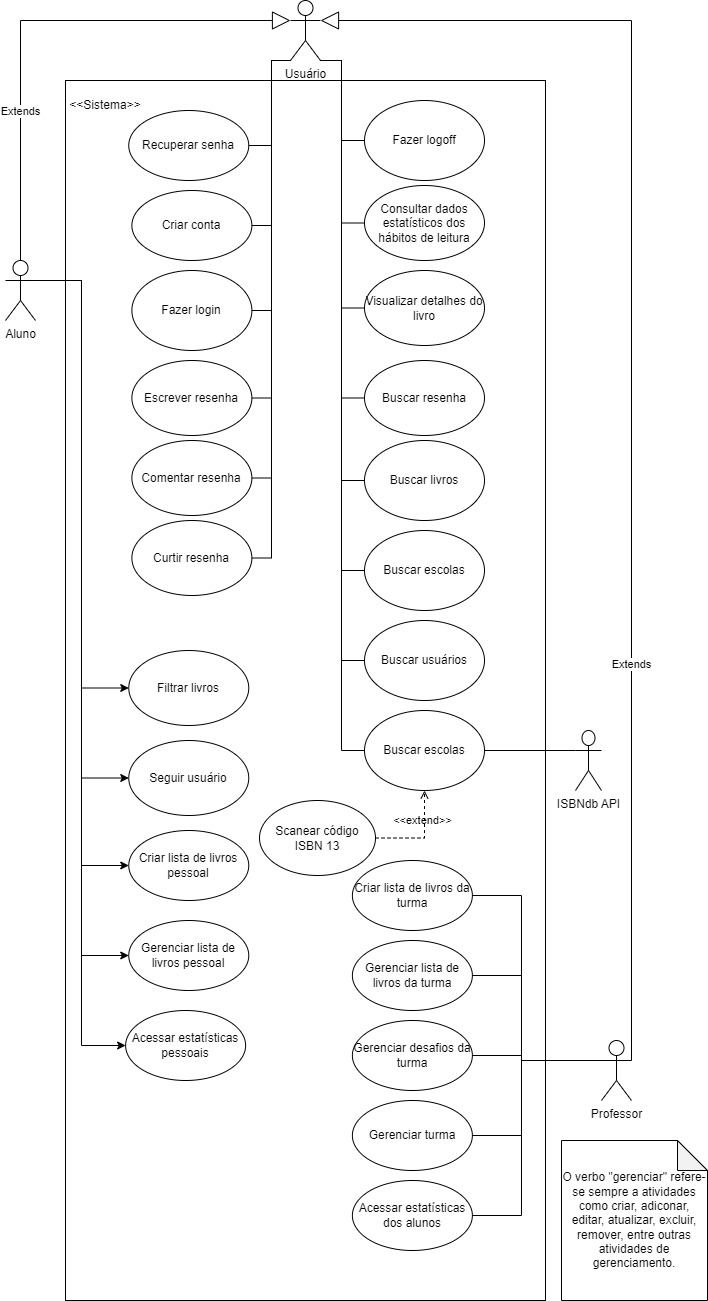 Usuário
Extends
<<Sistema>>
Recuperar senha
Fazer logoff
Criar conta
Consultar dados
estatísticos dos
hábitos de leitura
Fazer login
Visualizar detalhes do
livro
Aluno
Escrever resenha
Buscar resenha
Comentar resenha
Buscar livros
Curtir resenha
Buscar escolas
Filtrar livros
Buscar usuários
Extends
Seguir usuário
Buscar escolas
ISBNdb API
<<extend>>
Scanear código
ISBN 13
Criar lista de livros
pessoal
Criar lista de livros da
turma
Gerenciar lista de
livros pessoal
Gerenciar lista de
livros da turma
Acessar estatísticas
pessoais
Gerenciar desafios da
turma
Professor
Gerenciar turma
Acessar estatísticas
dos alunos
O verbo "gerenciar" refere-
se sempre a atividades
como criar, adiconar,
editar, atualizar, excluir,
remover, entre outras
atividades de
gerenciamento.